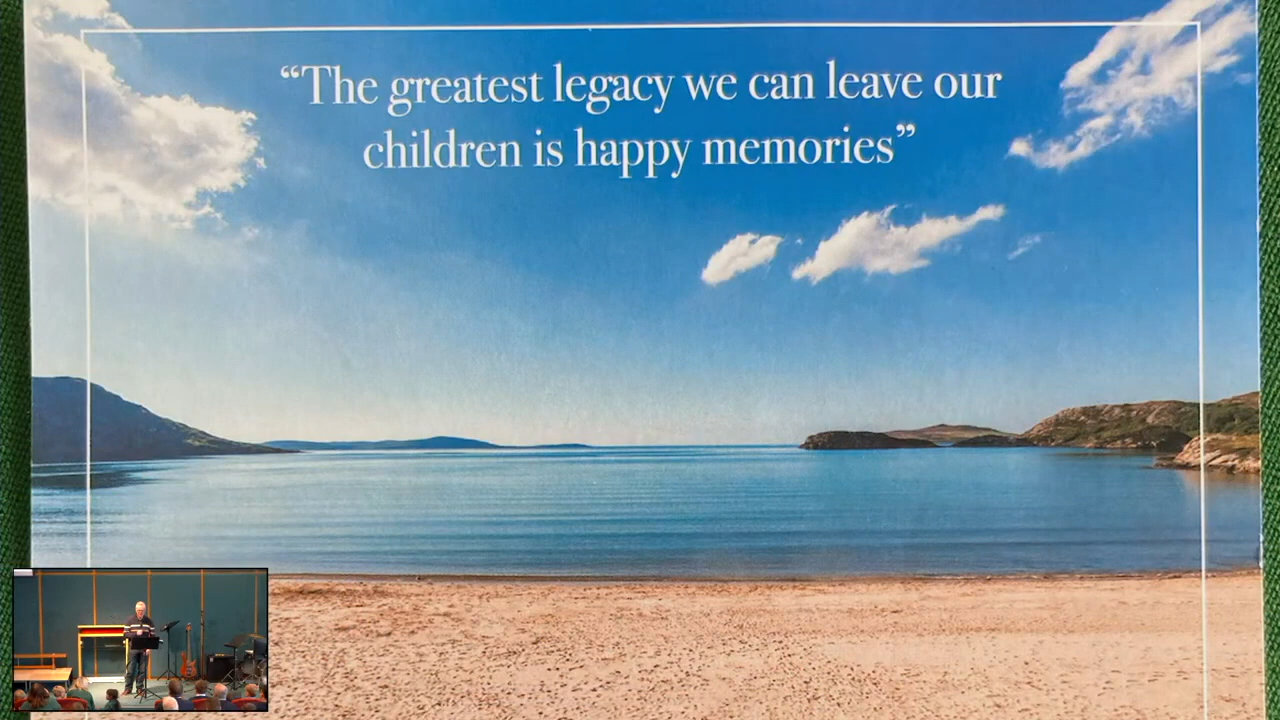 “The greatest legacy we can leave our
children is happy memories”